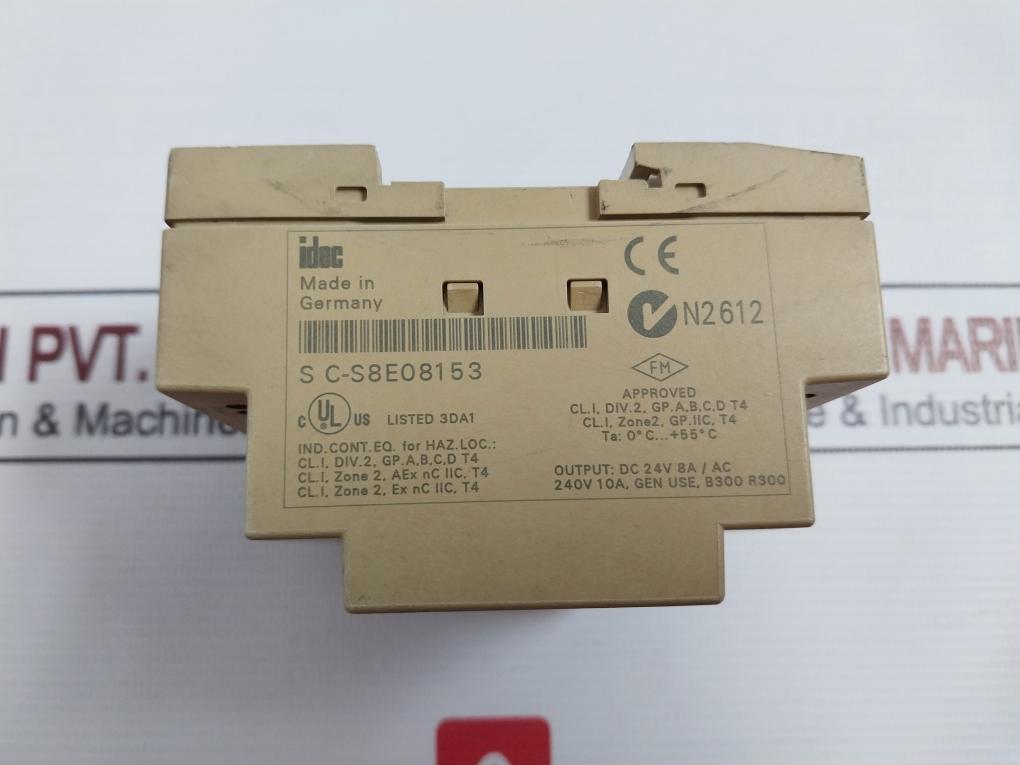 idec
Made in
Germany
S C-S8E08153
C UL US LISTED 3DA1
IND.CONT.EQ. for HAZ.LOC.:
CL.I, DIV.2, GP.A,B,C,D T4
CL.I, Zone 2, AEx nC IIC, T4
CL.I, Zone 2, Ex nC IIC, T4
CE
N2612
FM
APPROVED
CL.I, DIV.2, GP.A,B,C,D T4
CL.I, Zone2, GP.IIC, T4
Ta: 0°C...+55°C
OUTPUT: DC 24V 8A / AC
240V 10A, GEN USE, B300 R300
PVT.
& Machine
& Industria